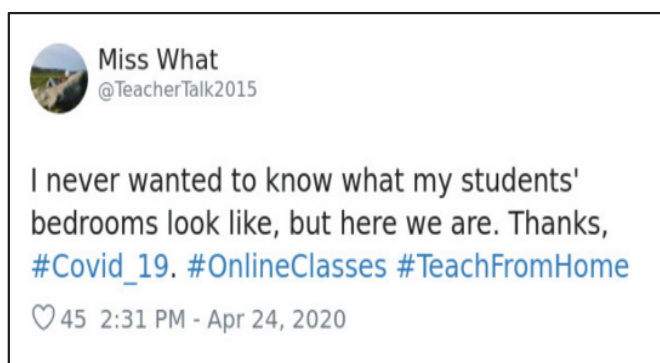 Miss What
@TeacherTalk2015
I never wanted to know what my students'
bedrooms look like, but here we are. Thanks,
#Covid_19. #OnlineClasses #TeachFromHome
♡ 45 2:31 PM - Apr 24, 2020